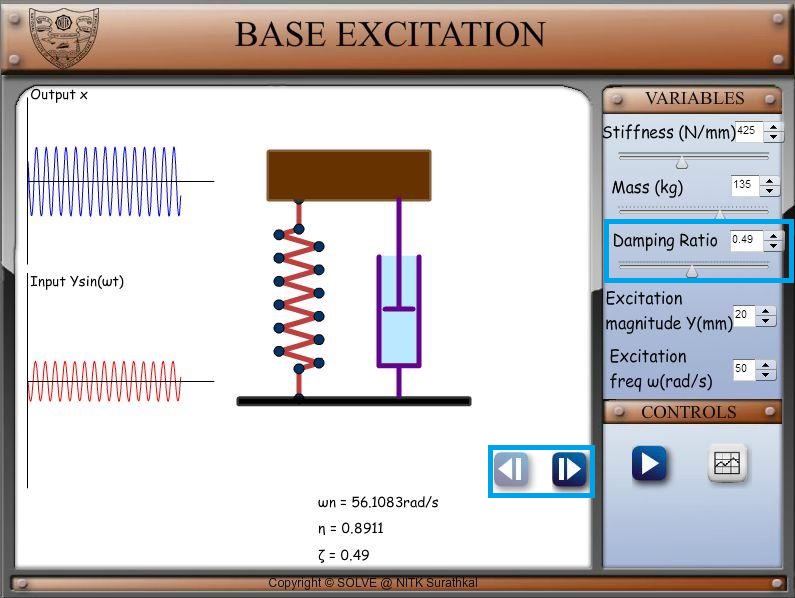 BASE EXCITATION
Output x
Input Ysin(ωt)
ωn = 56.1083rad/s
η = 0.8911
ζ = 0.49
VARIABLES
Stiffness (N/mm) 425
Mass (kg) 135
Damping Ratio 0.49
Excitation
magnitude Y(mm) 20
Excitation
freq ω(rad/s) 50
CONTROLS
Copyright © SOLVE @ NITK Surathkal